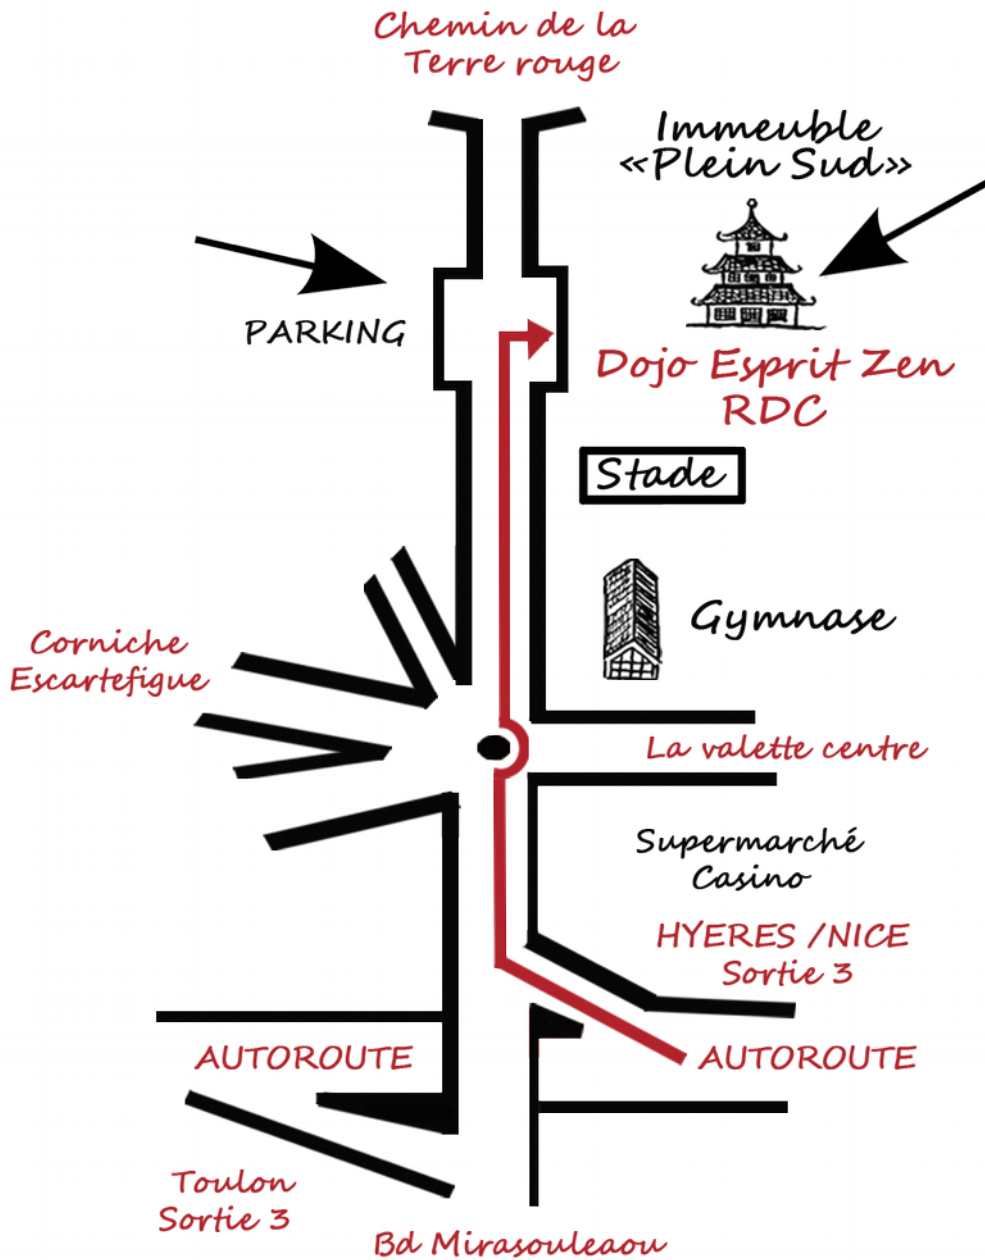 Chemin de la
Terre rouge
Immeuble
«Plein Sud»
PARKING
Dojo Esprit Zen
RDC
Stade
Gymnase
Corniche
Escartefigue
La valette centre
Supermarché
Casino
HYERES /NICE
Sortie 3
AUTOROUTE
AUTOROUTE
Toulon
Sortie 3
Bd Mirasouleaou